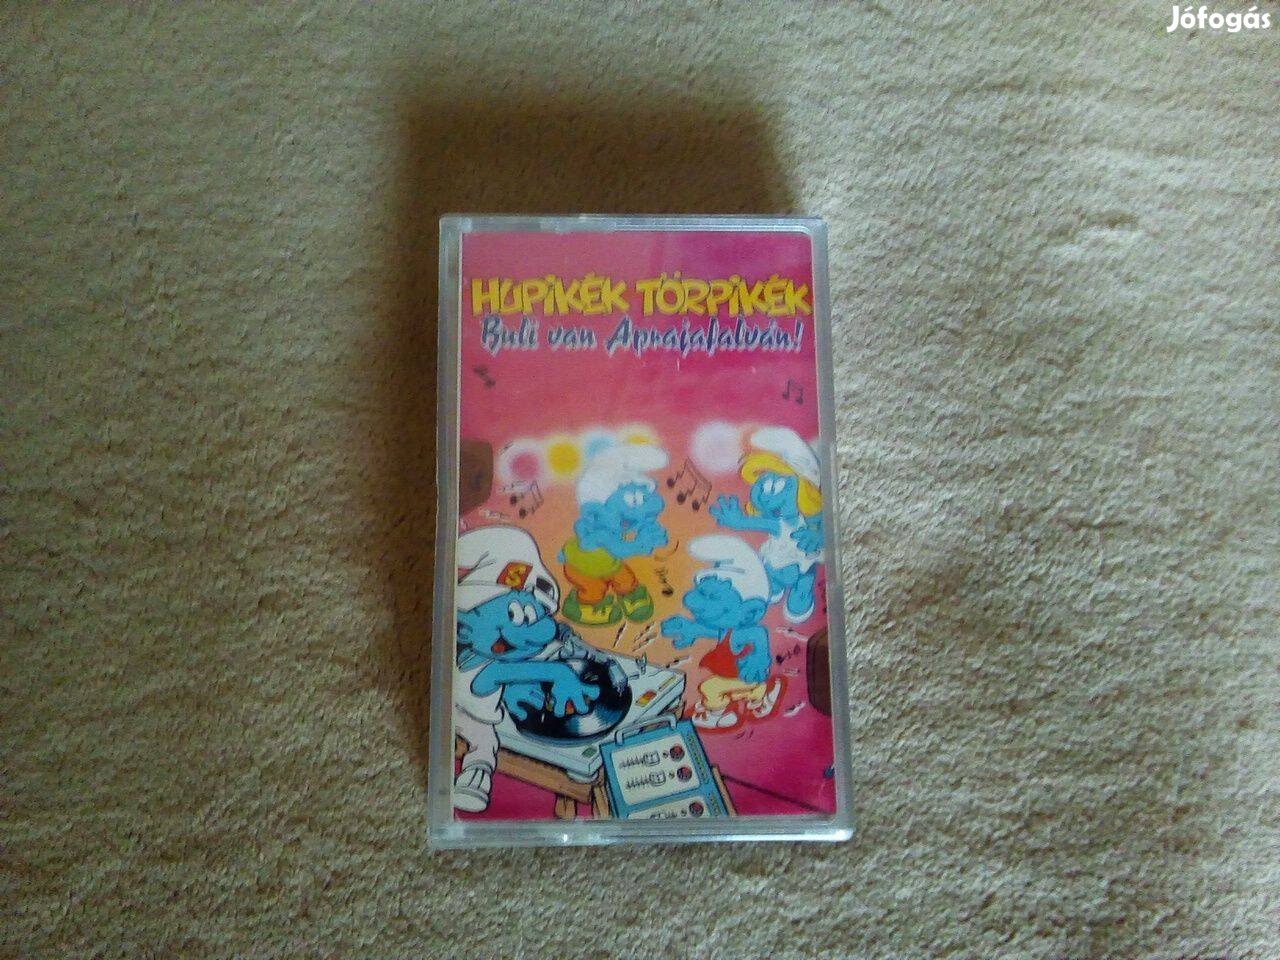 Jófogás
HUPIKÉK TÖRPIKÉK
Buli van Aprajafalván!
S